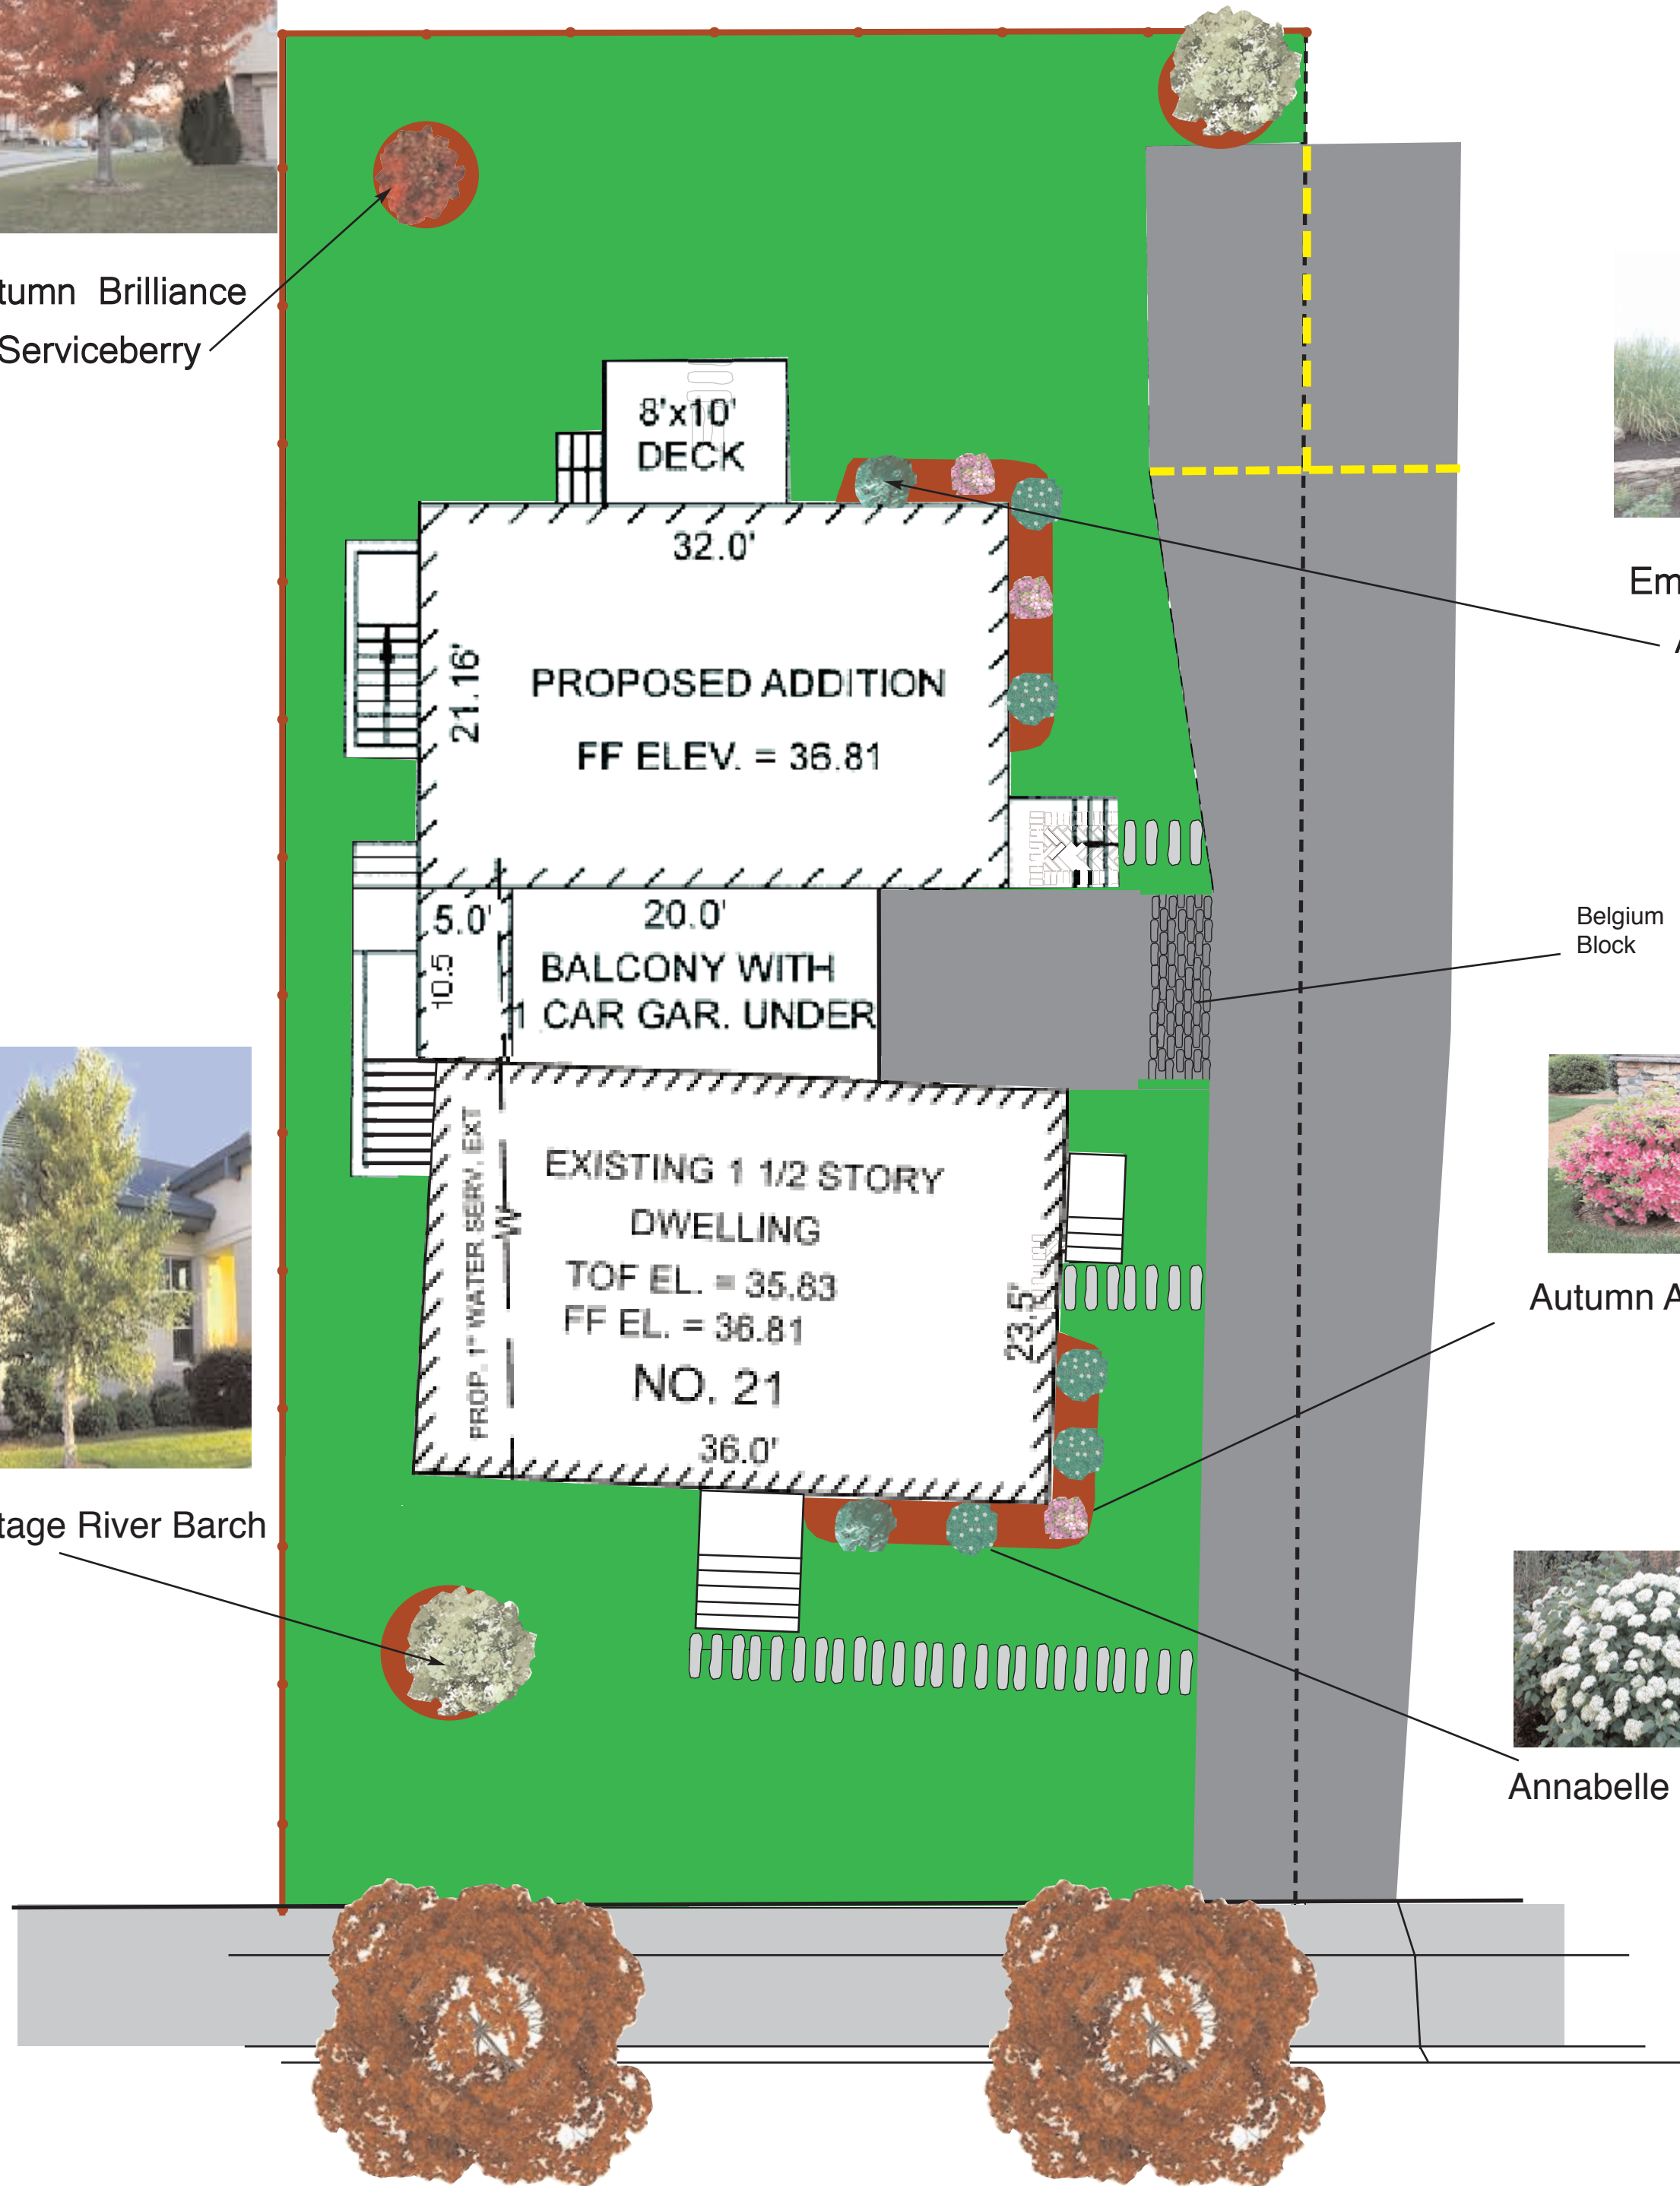 tumn Brilliance
Serviceberry
8'x10'
DECK
32.0'
21.16'
PROPOSED ADDITION
FF ELEV. = 36.81
Em
A
5.0'
20.0'
10.5
BALCONY WITH
1 CAR GAR. UNDER
Belgium
Block
PROP. 1" WATER SERV. EXT
W
EXISTING 1 1/2 STORY
DWELLING
TOF EL. = 35.83
FF EL. = 36.81
NO. 21
23.5'
36.0'
Autumn A
tage River Barch
Annabelle